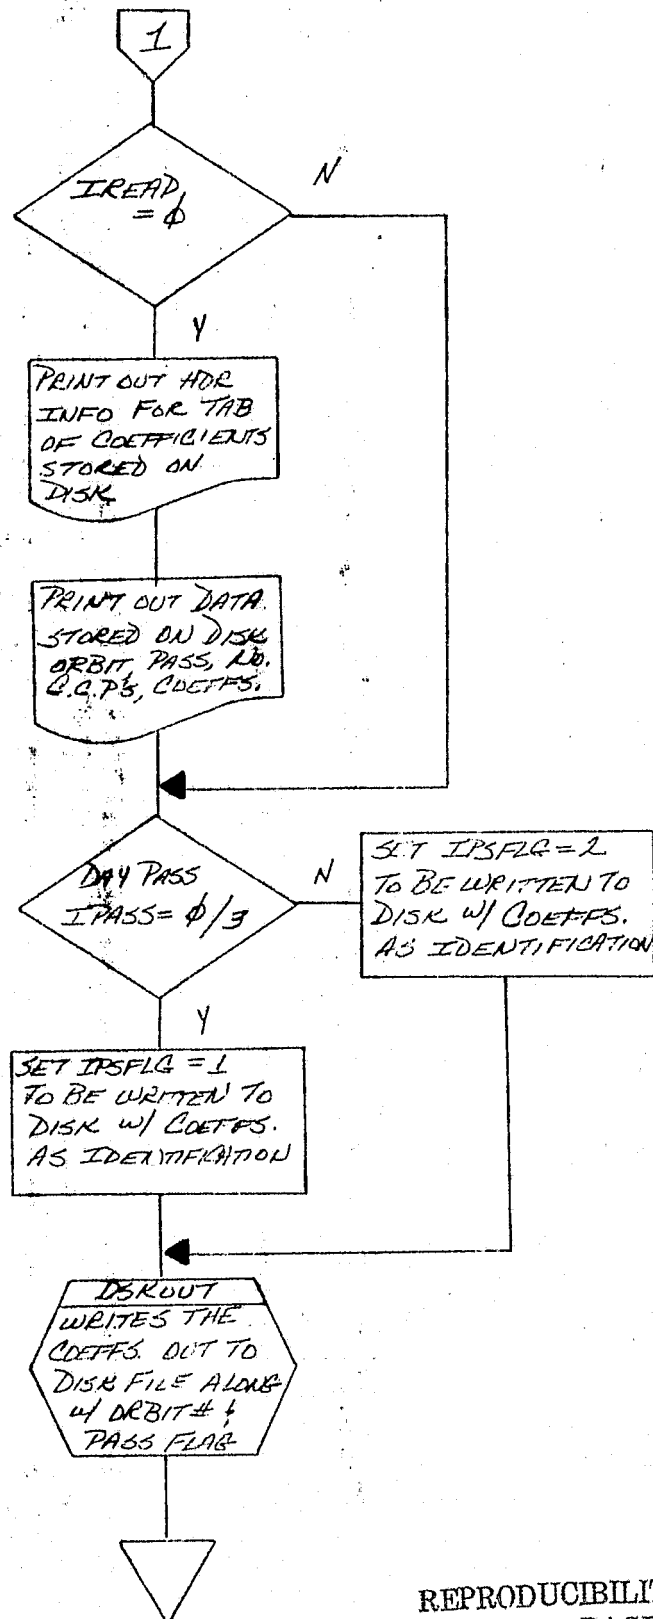 1
IREAD
= ϕ
N
Y
PRINT OUT HDR
INFO FOR TAB
OF COEFFICIENTS
STORED ON
DISK
PRINT OUT DATA
STORED ON DISK
ORBIT, PASS, NO.
G.C.P'S, COEFFS.
DAY PASS
IPASS= ϕ/3
N
SET IPSFLG = 2
TO BE WRITTEN TO
DISK W/ COEFFS.
AS IDENTIFICATION
Y
SET IPSFLG = 1
TO BE WRITTEN TO
DISK W/ COEFFS.
AS IDENTIFICATION
DSKOUT
WRITES THE
COEFFS. OUT TO
DISK FILE ALONG
W/ ORBIT# &
PASS FLAG